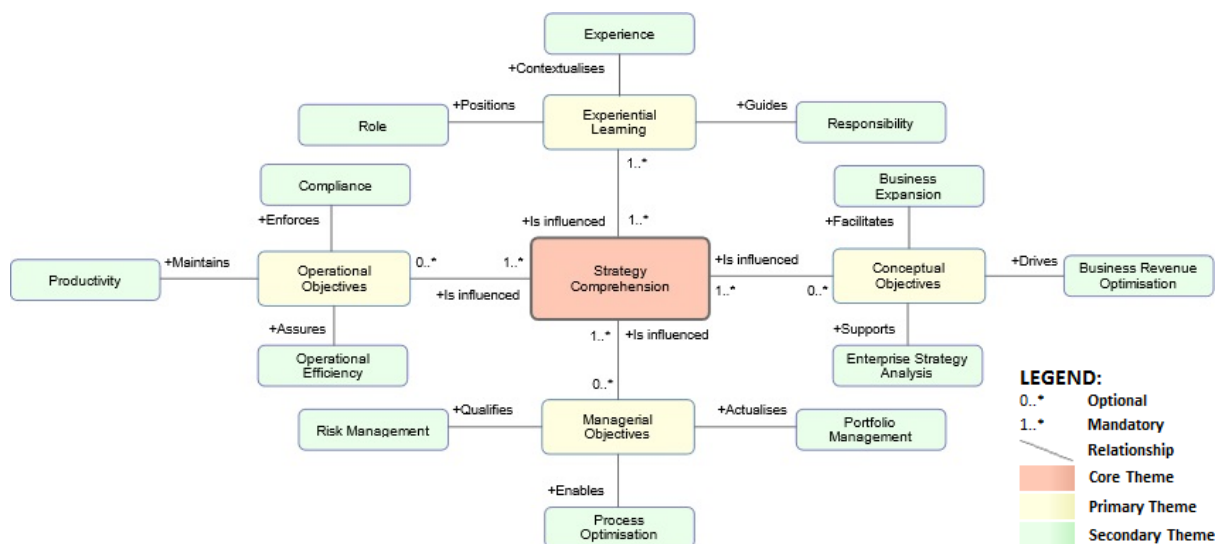 Experience
+Contextualises
+Positions
Experiential
Learning
+Guides
Role
Responsibility
1..*
Compliance
Business
Expansion
+Enforces
+Is influenced
1..*
+Facilitates
Productivity
+Maintains
Operational
Objectives
0..*
1..*
+Is influenced
Strategy
Comprehension
+Is influenced
1..*
0..*
Conceptual
Objectives
+Drives
Business Revenue
Optimisation
+Assures
1..*
+Is influenced
+Supports
Operational
Efficiency
Enterprise Strategy
Analysis
0..*
+Qualifies
+Actualises
Risk Management
Managerial
Objectives
Portfolio
Management
+Enables
Process
Optimisation
LEGEND:
0..* Optional
1..* Mandatory
Relationship
Core Theme
Primary Theme
Secondary Theme